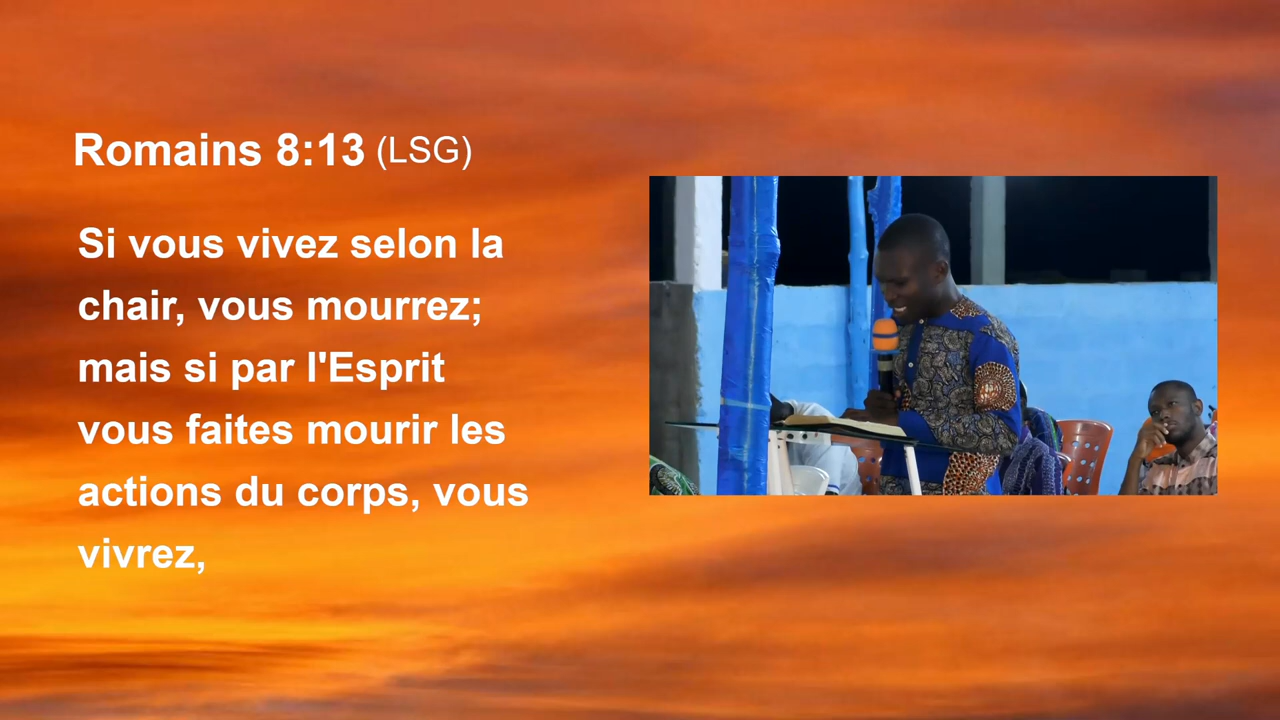 Romains 8:13 (LSG)
Si vous vivez selon la
chair, vous mourrez;
mais si par l'Esprit
vous faites mourir les
actions du corps, vous
vivrez,